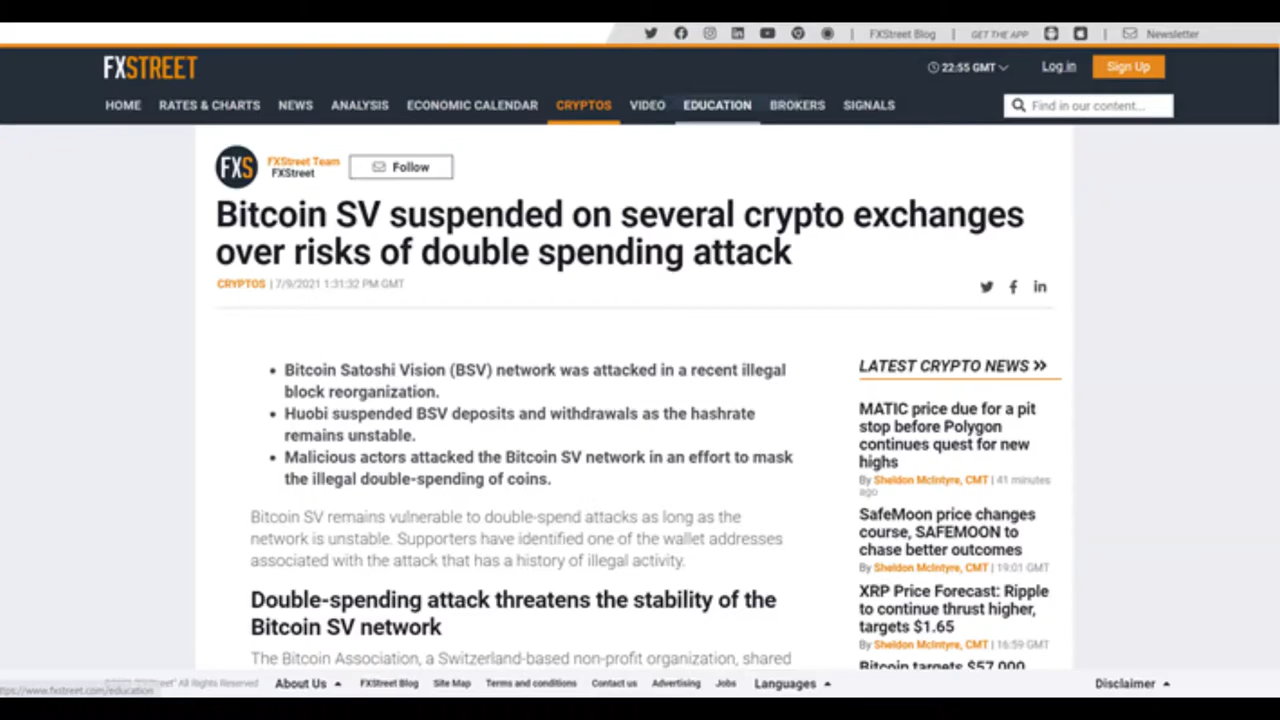 FXStreet Blog | GET THE APP | Newsletter
FXSTREET 22:55 GMT Log in Sign Up
HOME RATES & CHARTS NEWS ANALYSIS ECONOMIC CALENDAR CRYPTOS VIDEO EDUCATION BROKERS SIGNALS Find in our content...
FXS FXStreet Team Follow
FXStreet
Bitcoin SV suspended on several crypto exchanges
over risks of double spending attack
CRYPTOS | 7/9/2021 1:31:32 PM GMT
• Bitcoin Satoshi Vision (BSV) network was attacked in a recent illegal
block reorganization.
• Huobi suspended BSV deposits and withdrawals as the hashrate
remains unstable.
• Malicious actors attacked the Bitcoin SV network in an effort to mask
the illegal double-spending of coins.
Bitcoin SV remains vulnerable to double-spend attacks as long as the
network is unstable. Supporters have identified one of the wallet addresses
associated with the attack that has a history of illegal activity.
Double-spending attack threatens the stability of the
Bitcoin SV network
The Bitcoin Association, a Switzerland-based non-profit organization, shared
LATEST CRYPTO NEWS »
MATIC price due for a pit
stop before Polygon
continues quest for new
highs
By Sheldon McIntyre, CMT | 41 minutes
ago
SafeMoon price changes
course, SAFEMOON to
chase better outcomes
By Sheldon McIntyre, CMT | 19:01 GMT
XRP Price Forecast: Ripple
to continue thrust higher,
targets $1.65
By Sheldon McIntyre, CMT | 16:59 GMT
Bitcoin targets $57,000
"FXStreet" All Rights Reserved About Us FXStreet Blog Site Map Terms and conditions Contact us Advertising Jobs Languages Disclaimer
ttps://www.fxstreet.com/education